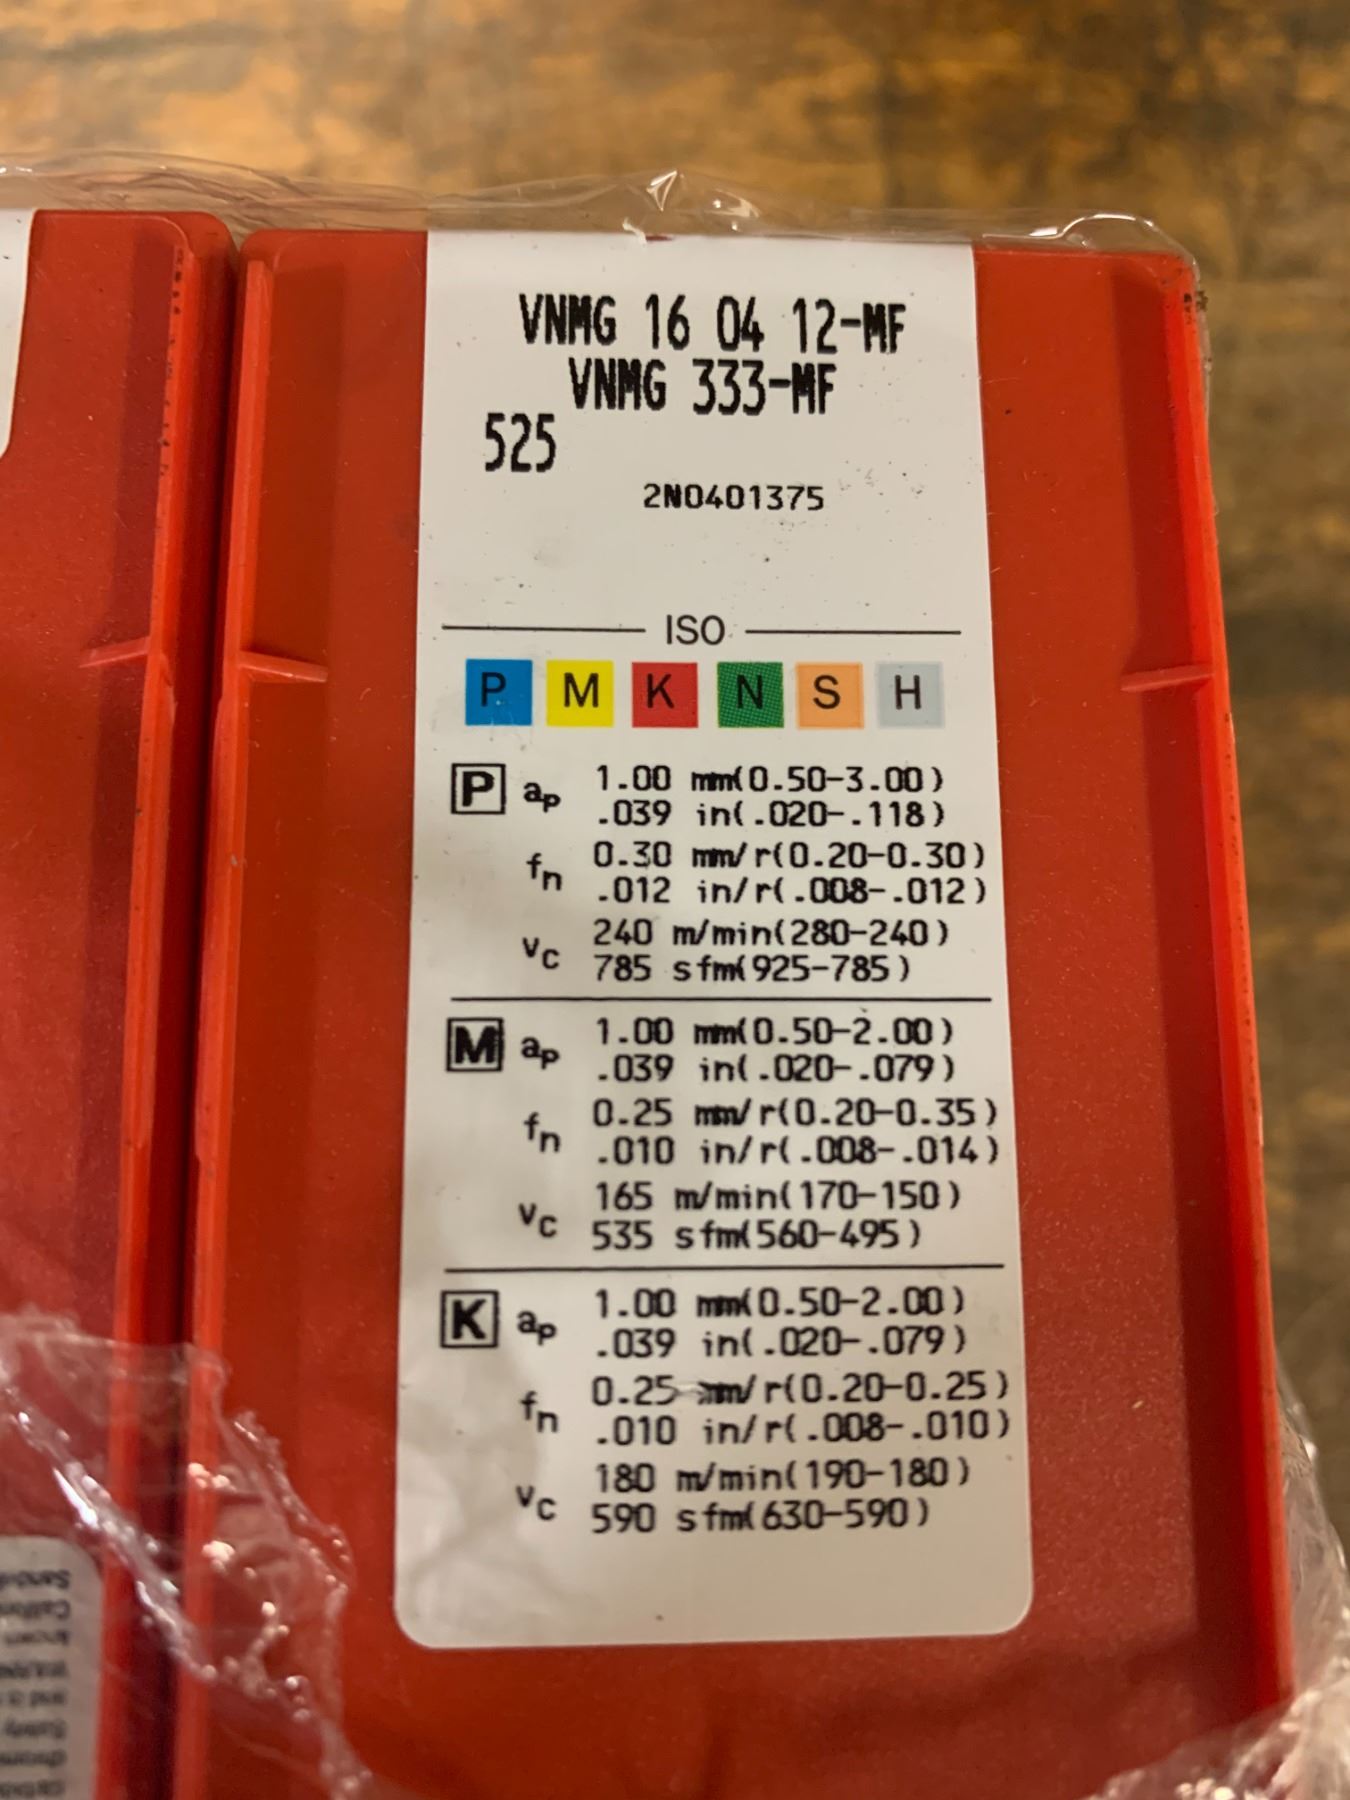 VNMG 16 04 12-MF
VNMG 333-MF
525
2N0401375
ISO
P M K N S H
P ap 1.00 mm(0.50-3.00)
.039 in(.020-.118)
fn 0.30 mm/r(0.20-0.30)
.012 in/r(.008-.012)
vc 240 m/min(280-240)
785 sfm(925-785)
M ap 1.00 mm(0.50-2.00)
.039 in(.020-.079)
fn 0.25 mm/r(0.20-0.35)
.010 in/r(.008-.014)
vc 165 m/min(170-150)
535 sfm(560-495)
K ap 1.00 mm(0.50-2.00)
.039 in(.020-.079)
fn 0.25 mm/r(0.20-0.25)
.010 in/r(.008-.010)
vc 180 m/min(190-180)
590 sfm(630-590)